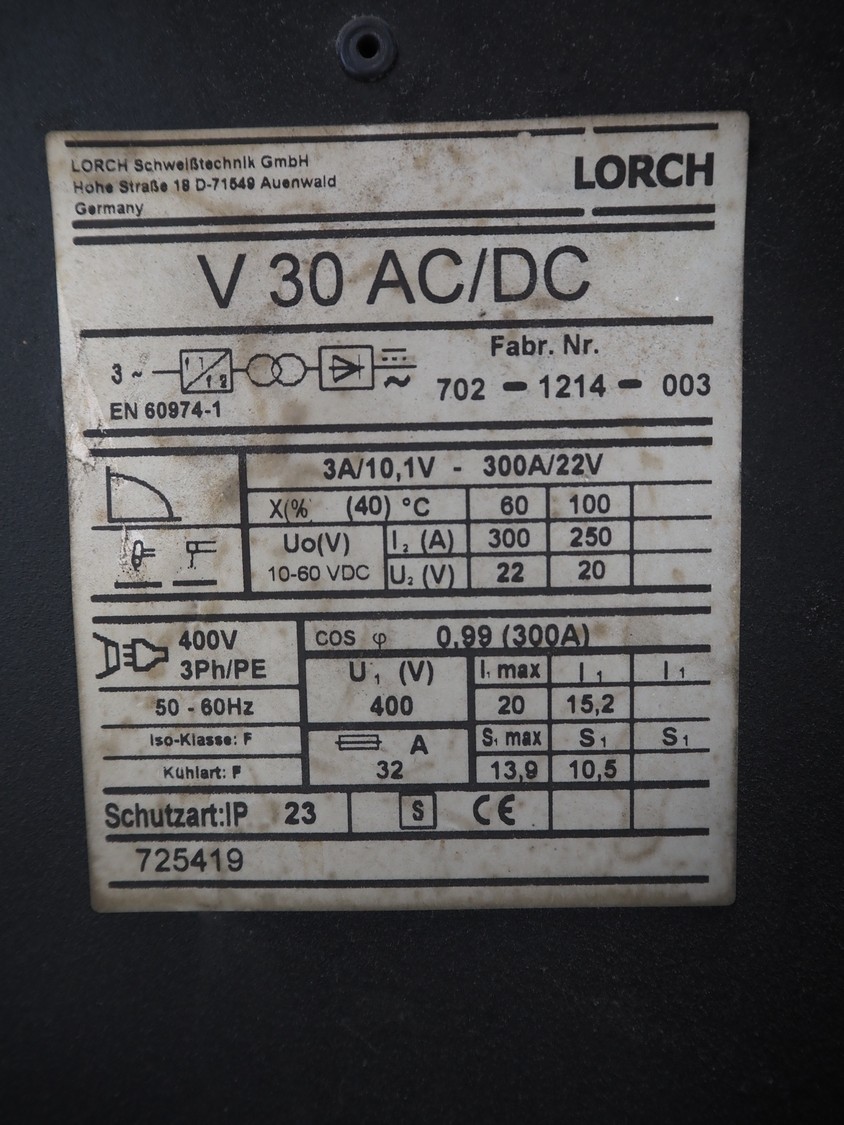 LORCH Schweißtechnik GmbH
Hohe Straße 18 D-71549 Auenwald
Germany
LORCH
V 30 AC/DC
3 ~
EN 60974-1
Fabr. Nr.
702 - 1214 - 003
3A/10,1V - 300A/22V
X(% (40) °C 60 100
Uo(V) I₂ (A) 300 250
10-60 VDC U₂ (V) 22 20
400V
3Ph/PE
cos φ 0,99 (300A)
U₁ (V) I₁ max I₁ I₁
50 - 60Hz 400 20 15,2
Iso-Klasse: F A S₁ max S₁ S₁
Kühlart: F 32 13,9 10,5
Schutzart:IP 23 S CE
725419